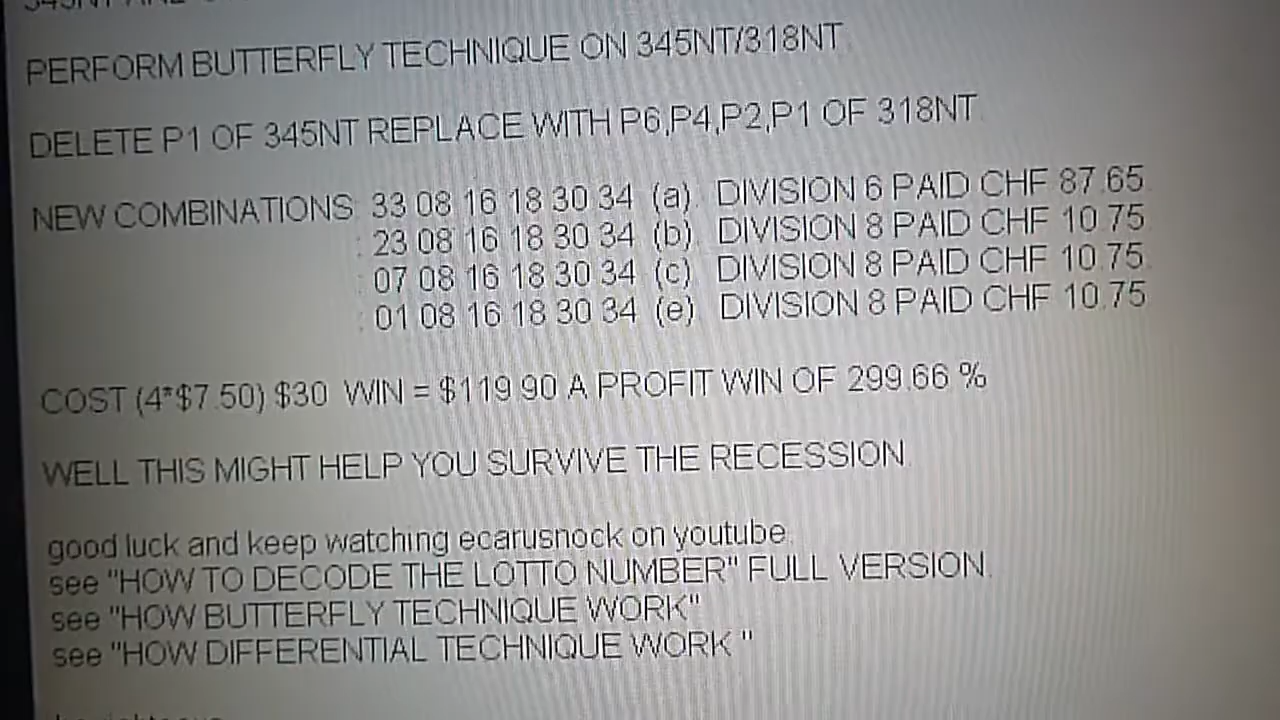 PERFORM BUTTERFLY TECHNIQUE ON 345NT/318NT
DELETE P1 OF 345NT REPLACE WITH P6,P4,P2,P1 OF 318NT
NEW COMBINATIONS : 33 08 16 18 30 34 (a). DIVISION 6 PAID CHF 87.65.
: 23 08 16 18 30 34 (b). DIVISION 8 PAID CHF 10.75.
: 07 08 16 18 30 34 (c). DIVISION 8 PAID CHF 10.75.
: 01 08 16 18 30 34 (e). DIVISION 8 PAID CHF 10.75.
COST (4*$7.50) $30 WIN = $119.90 A PROFIT WIN OF 299.66 %
WELL THIS MIGHT HELP YOU SURVIVE THE RECESSION.
good luck and keep watching ecarusnock on youtube.
see "HOW TO DECODE THE LOTTO NUMBER" FULL VERSION.
see "HOW BUTTERFLY TECHNIQUE WORK"
see "HOW DIFFERENTIAL TECHNIQUE WORK "